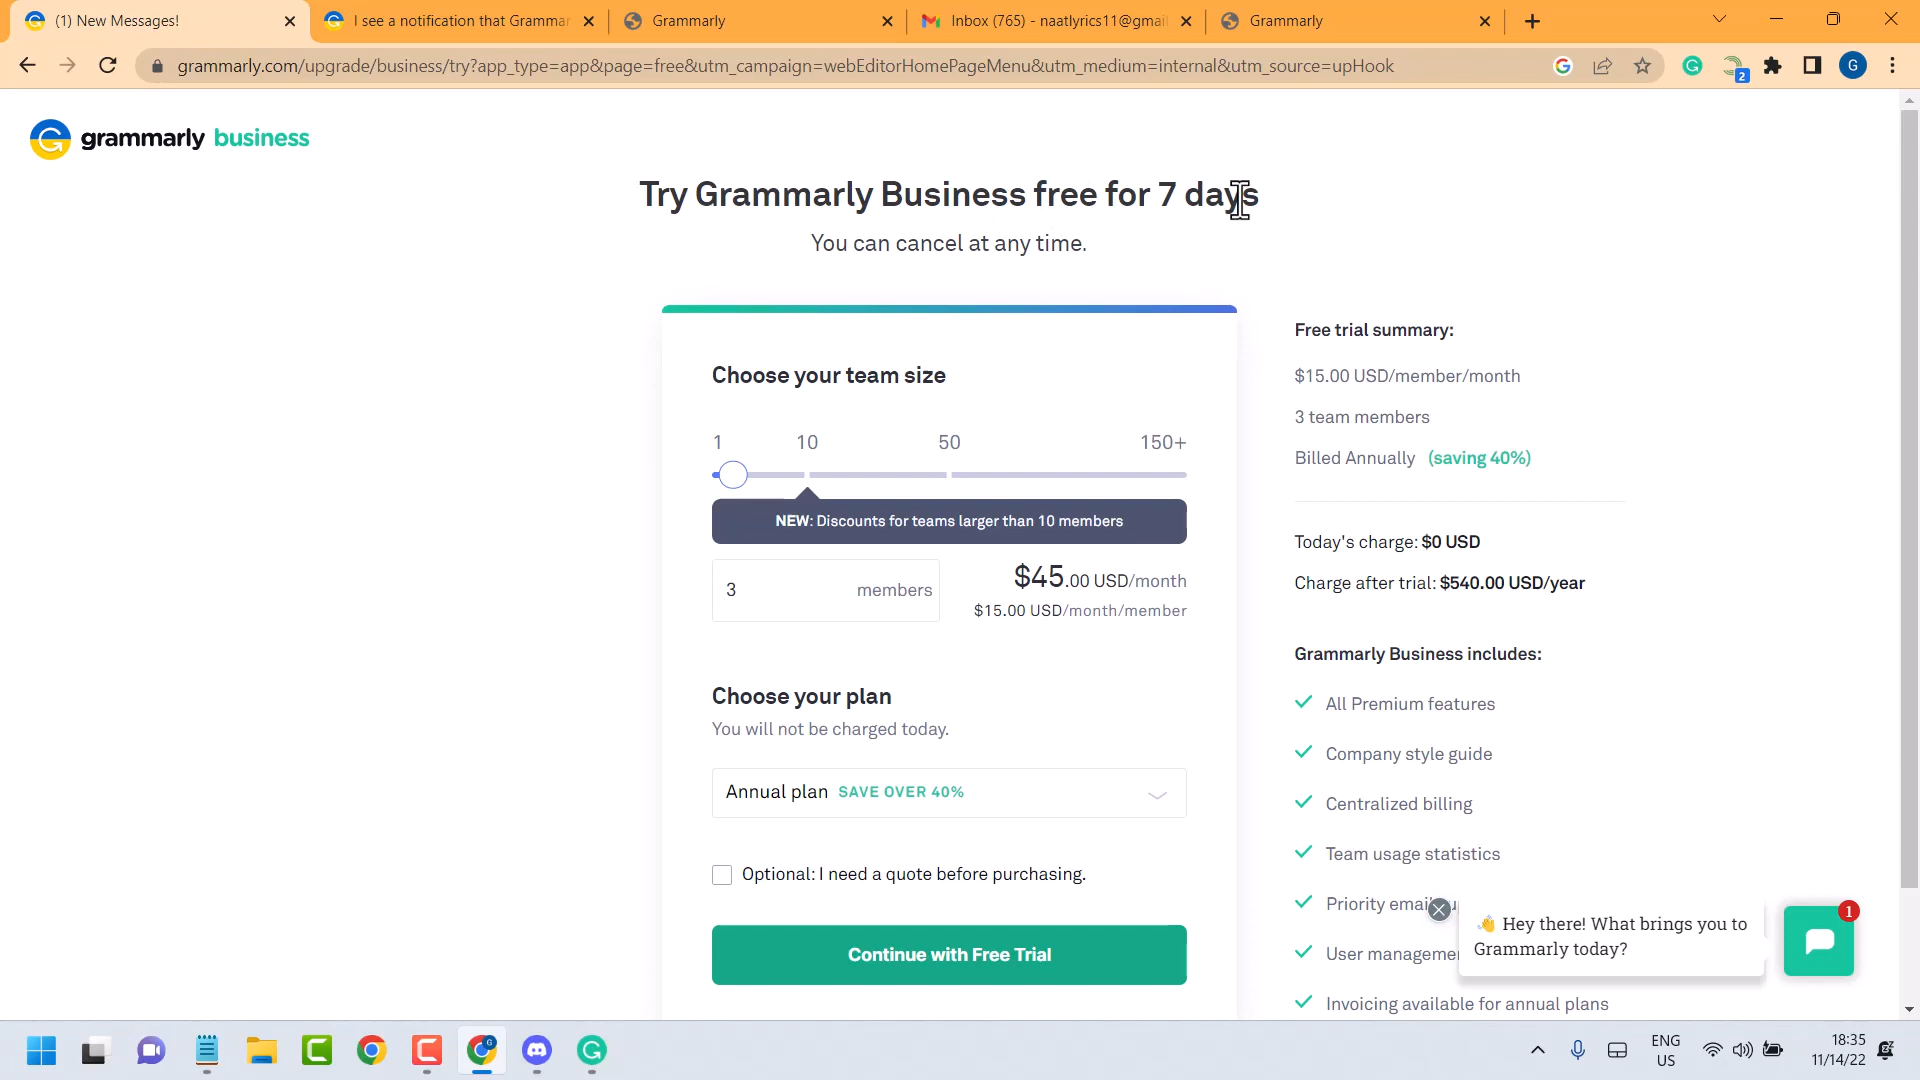 (1) New Messages!
I see a notification that Grammar
Grammarly
Inbox (765) - naatlyrics11@gmai
Grammarly
grammarly.com/upgrade/business/try?app_type=app&page=free&utm_campaign=webEditorHomePageMenu&utm_medium=internal&utm_source=upHook
2
G
grammarly business
Try Grammarly Business free for 7 days
You can cancel at any time.
Choose your team size
1 10 50 150+
NEW: Discounts for teams larger than 10 members
3 members
$45.00 USD/month
$15.00 USD/month/member
Choose your plan
You will not be charged today.
Annual plan SAVE OVER 40%
Optional: I need a quote before purchasing.
Continue with Free Trial
Free trial summary:
$15.00 USD/member/month
3 team members
Billed Annually (saving 40%)
Today's charge: $0 USD
Charge after trial: $540.00 USD/year
Grammarly Business includes:
All Premium features
Company style guide
Centralized billing
Team usage statistics
Priority email
User manageme
Invoicing available for annual plans
👋 Hey there! What brings you to
Grammarly today?
1
ENG
US
18:35
11/14/22